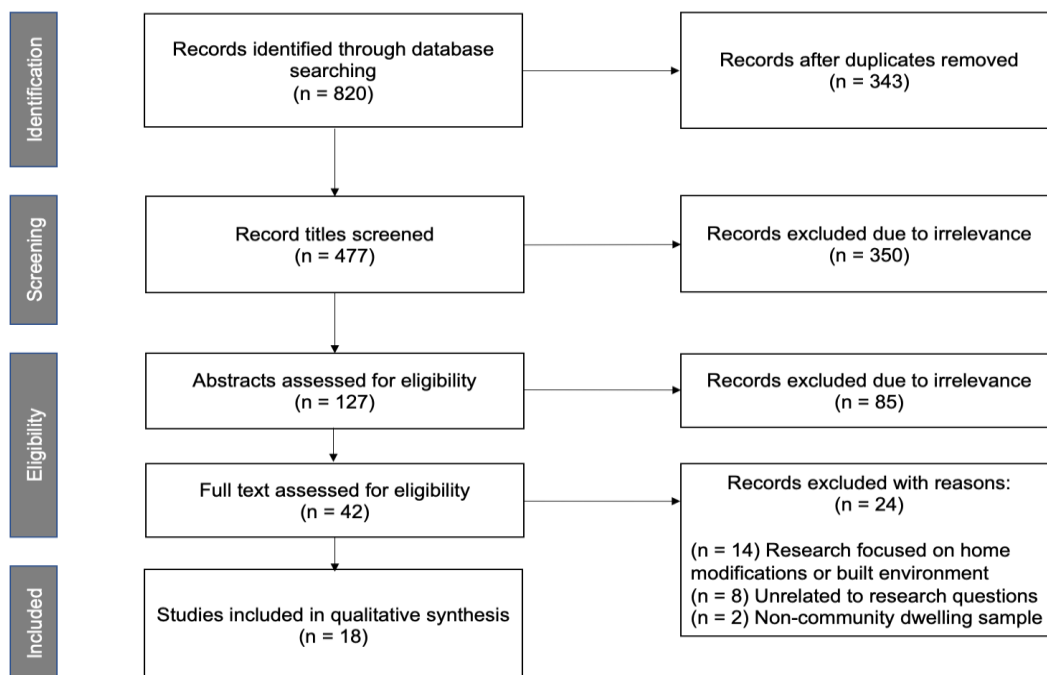 Identification
Records identified through database
searching
(n = 820)
Records after duplicates removed
(n = 343)
Screening
Record titles screened
(n = 477)
Records excluded due to irrelevance
(n = 350)
Eligibility
Abstracts assessed for eligibility
(n = 127)
Records excluded due to irrelevance
(n = 85)
Full text assessed for eligibility
(n = 42)
Records excluded with reasons:
(n = 24)
(n = 14) Research focused on home
modifications or built environment
(n = 8) Unrelated to research questions
(n = 2) Non-community dwelling sample
Included
Studies included in qualitative synthesis
(n = 18)